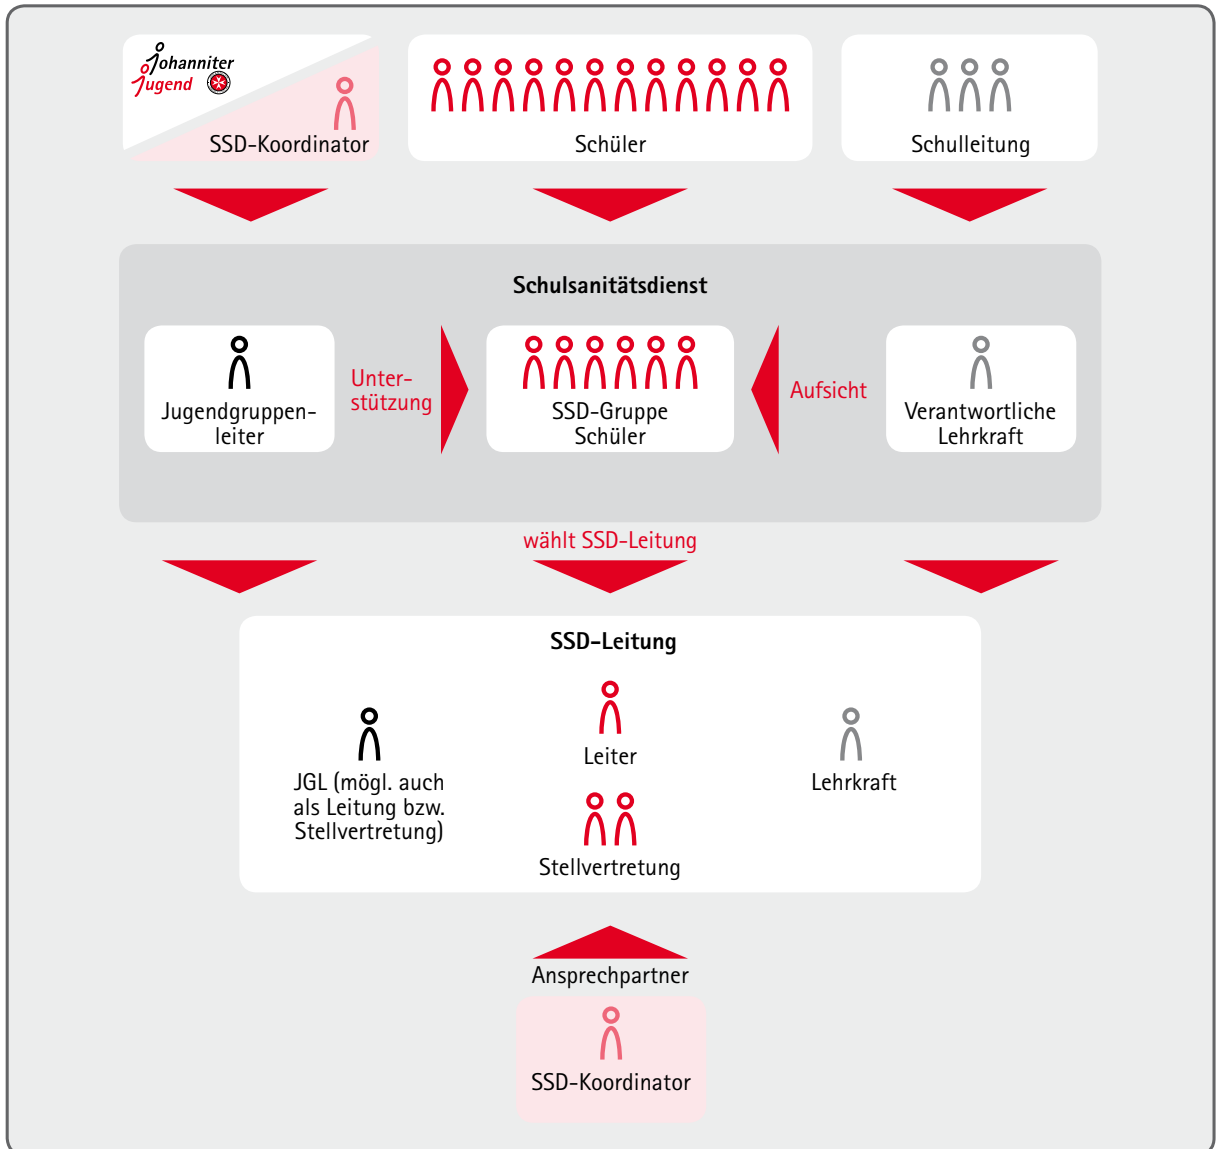 Johanniter
Jugend
SSD-Koordinator
Schüler
Schulleitung
Schulsanitätsdienst
Jugendgruppen-
leiter
Unter-
stützung
SSD-Gruppe
Schüler
Aufsicht
Verantwortliche
Lehrkraft
wählt SSD-Leitung
SSD-Leitung
JGL (mögl. auch
als Leitung bzw.
Stellvertretung)
Leiter
Stellvertretung
Lehrkraft
Ansprechpartner
SSD-Koordinator